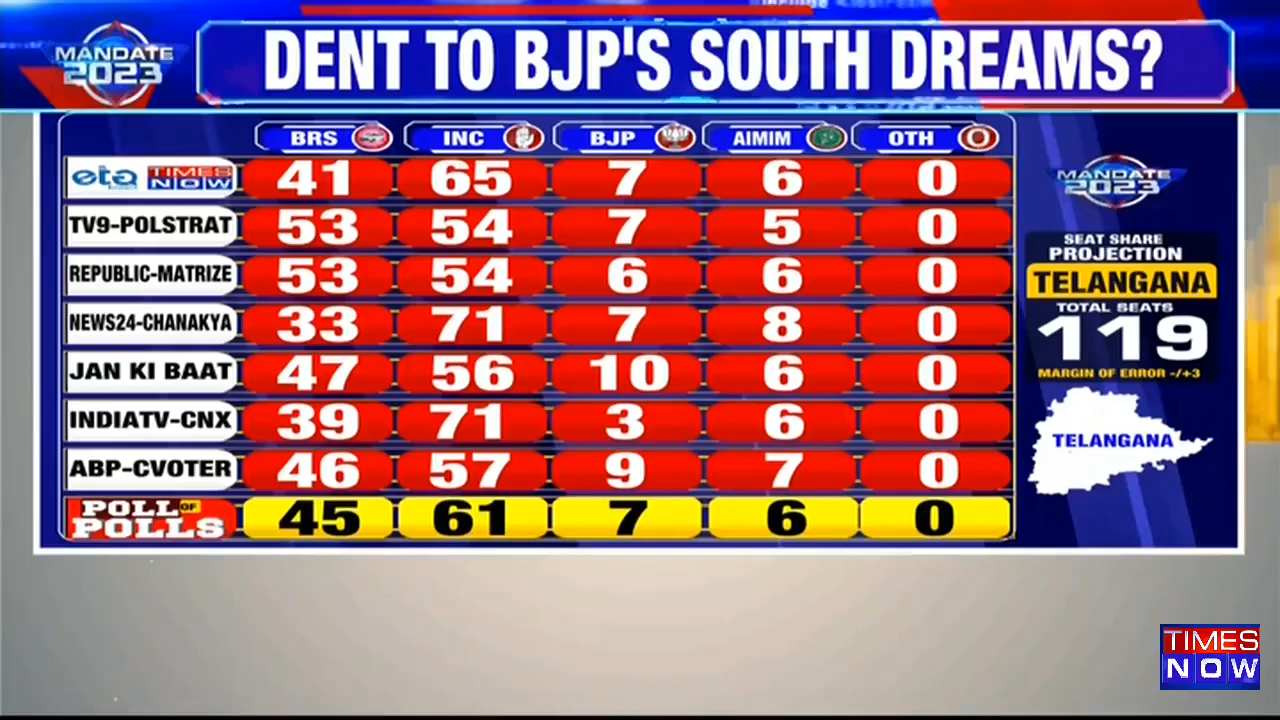 MANDATE
2023
DENT TO BJP'S SOUTH DREAMS?
BRS INC BJP AIMIM OTH
etg TIMES NOW 41 65 7 6 0
TV9-POLSTRAT 53 54 7 5 0
REPUBLIC-MATRIZE 53 54 6 6 0
NEWS24-CHANAKYA 33 71 7 8 0
JAN KI BAAT 47 56 10 6 0
INDIATV-CNX 39 71 3 6 0
ABP-CVOTER 46 57 9 7 0
POLL OF POLLS 45 61 7 6 0
MANDATE
2023
SEAT SHARE
PROJECTION
TELANGANA
TOTAL SEATS
119
MARGIN OF ERROR -/+3
TELANGANA
TIMES
NOW